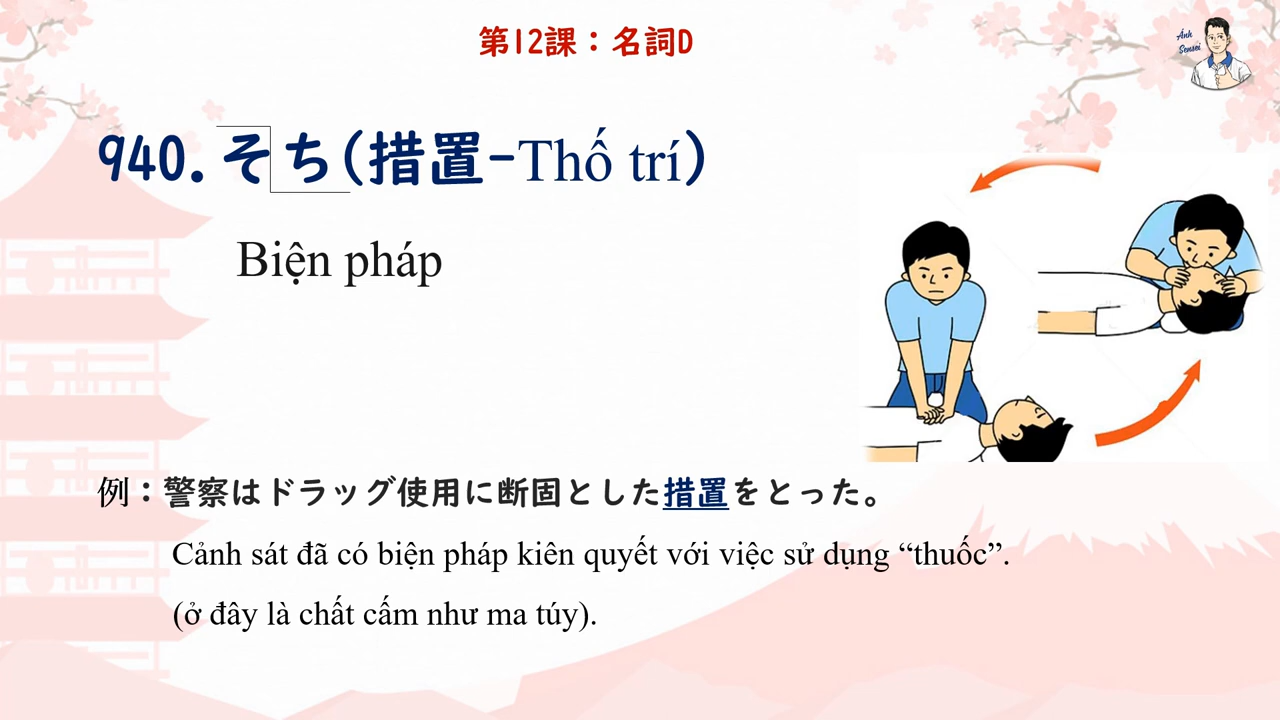 第12課：名詞D
Ánh
Sensei
940. そち(措置-Thố trí)
Biện pháp
例：警察はドラッグ使用に断固とした措置をとった。
Cảnh sát đã có biện pháp kiên quyết với việc sử dụng “thuốc”.
(ở đây là chất cấm như ma túy).